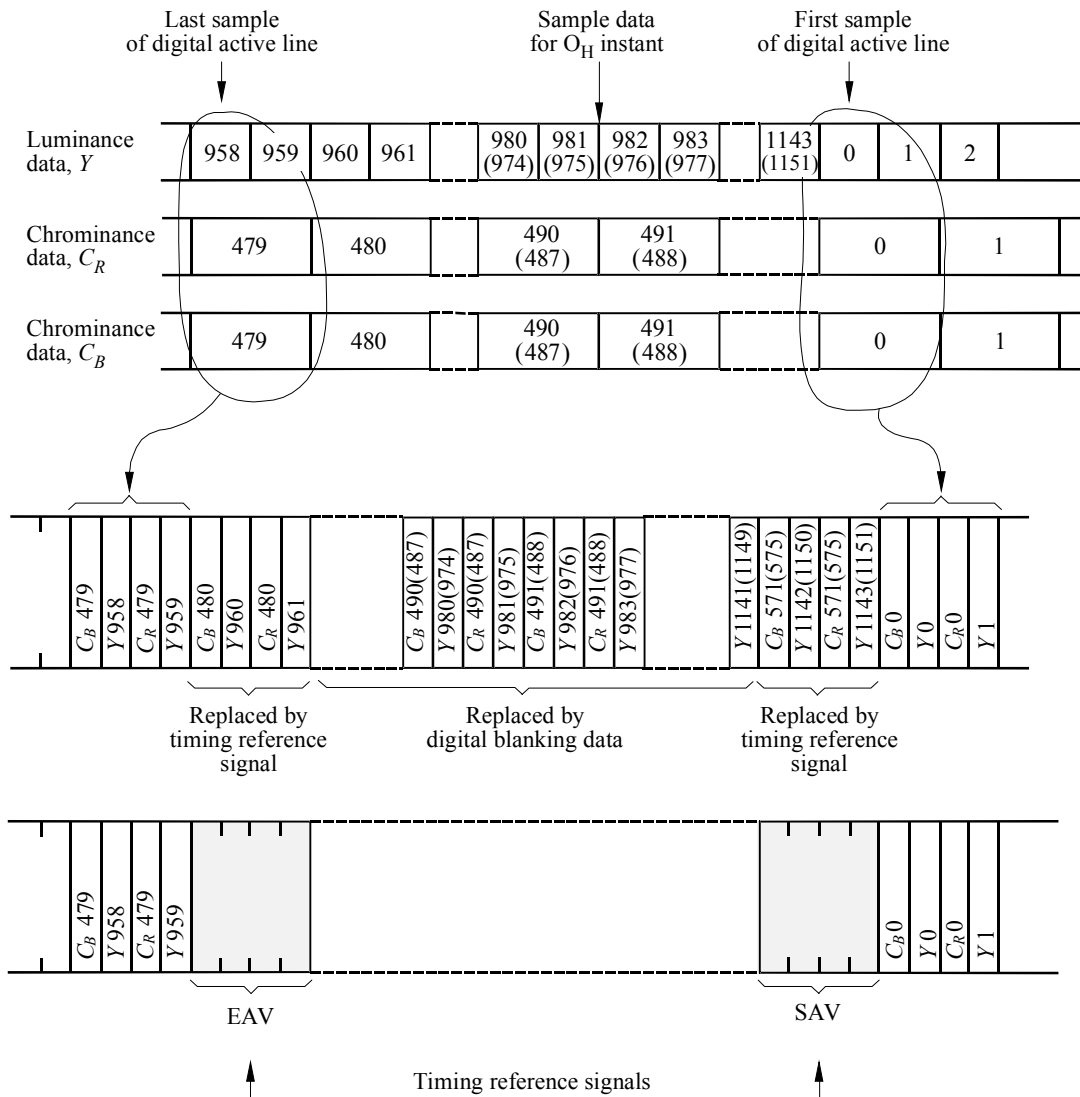 Last sample
of digital active line
Sample data
for O_H instant
First sample
of digital active line
Luminance
data, Y
958 959 960 961 980 981 982 983 1143 0 1 2
(974) (975) (976) (977) (1151)
Chrominance
data, C_R
479 480 490 491 0 1
(487) (488)
Chrominance
data, C_B
479 480 490 491 0 1
(487) (488)
C_B 479
Y 958
C_R 479
Y 959
C_B 480
Y 960
C_R 480
Y 961
C_B 490(487)
Y 980(974)
C_R 490(487)
Y 981(975)
C_B 491(488)
Y 982(976)
C_R 491(488)
Y 983(977)
Y 1141(1149)
C_B 571(575)
Y 1142(1150)
C_R 571(575)
Y 1143(1151)
C_B 0
Y 0
C_R 0
Y 1
Replaced by
timing reference
signal
Replaced by
digital blanking data
Replaced by
timing reference
signal
C_B 479
Y 958
C_R 479
Y 959
C_B 0
Y 0
C_R 0
Y 1
EAV
SAV
Timing reference signals